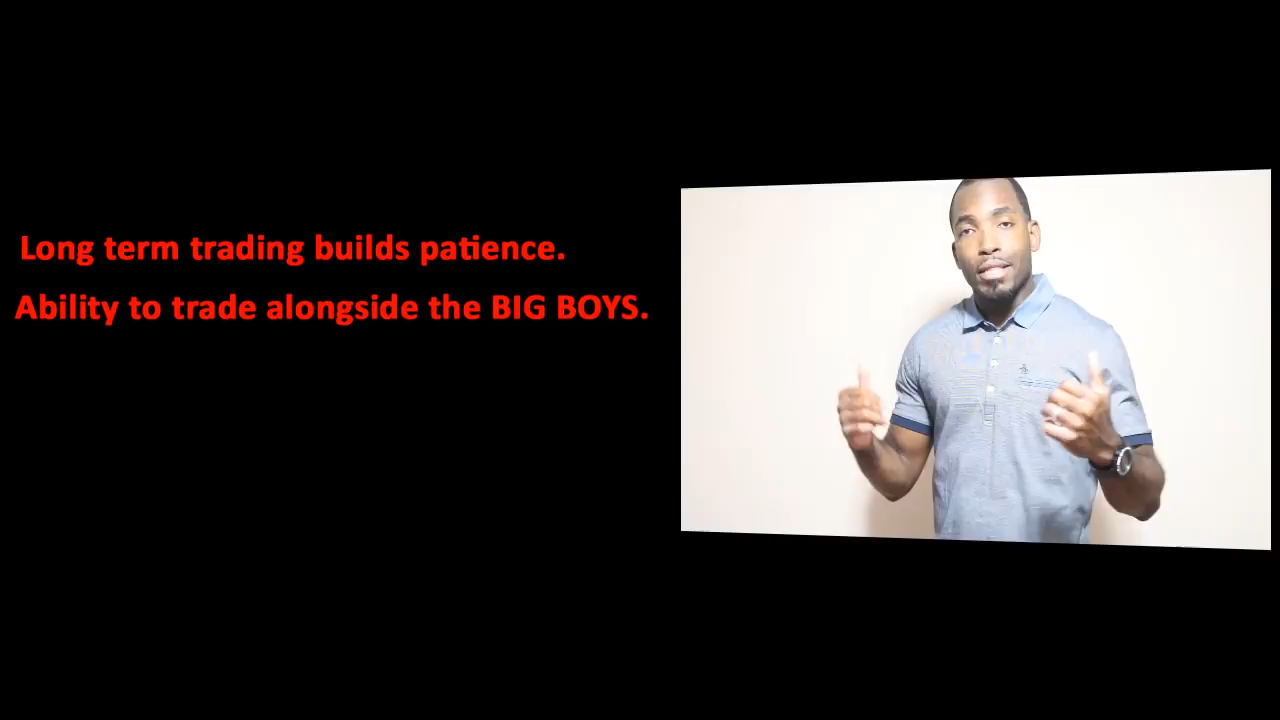 Long term trading builds patience.
Ability to trade alongside the BIG BOYS.